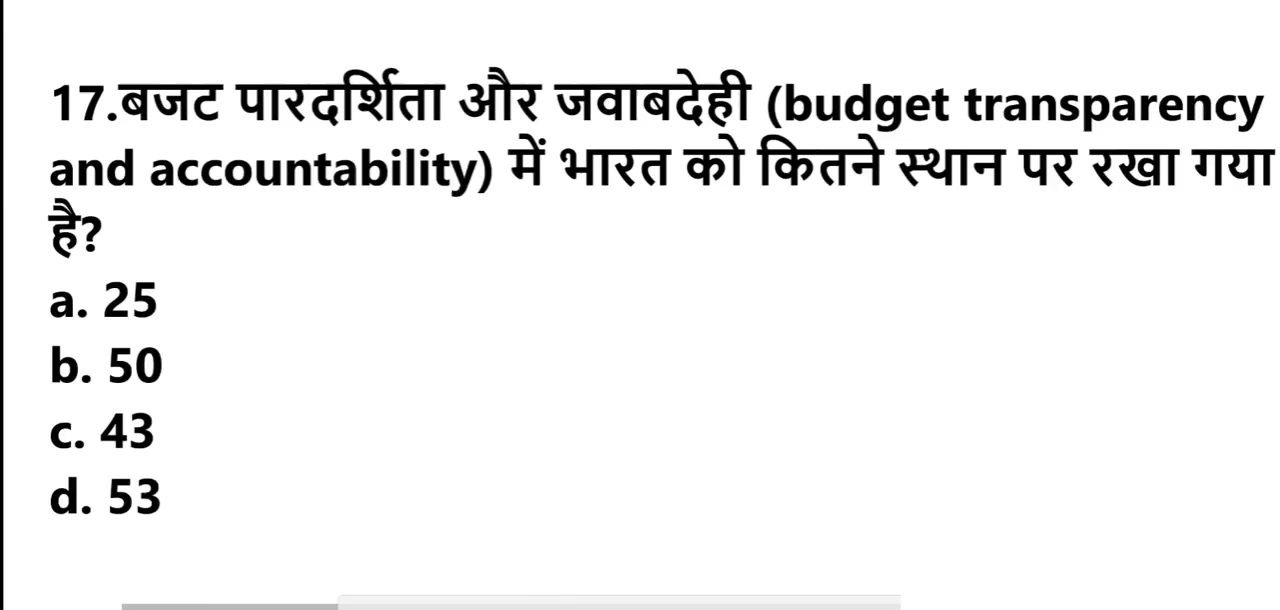 17.बजट पारदर्शिता और जवाबदेही (budget transparency
and accountability) में भारत को कितने स्थान पर रखा गया
है?
a. 25
b. 50
c. 43
d. 53